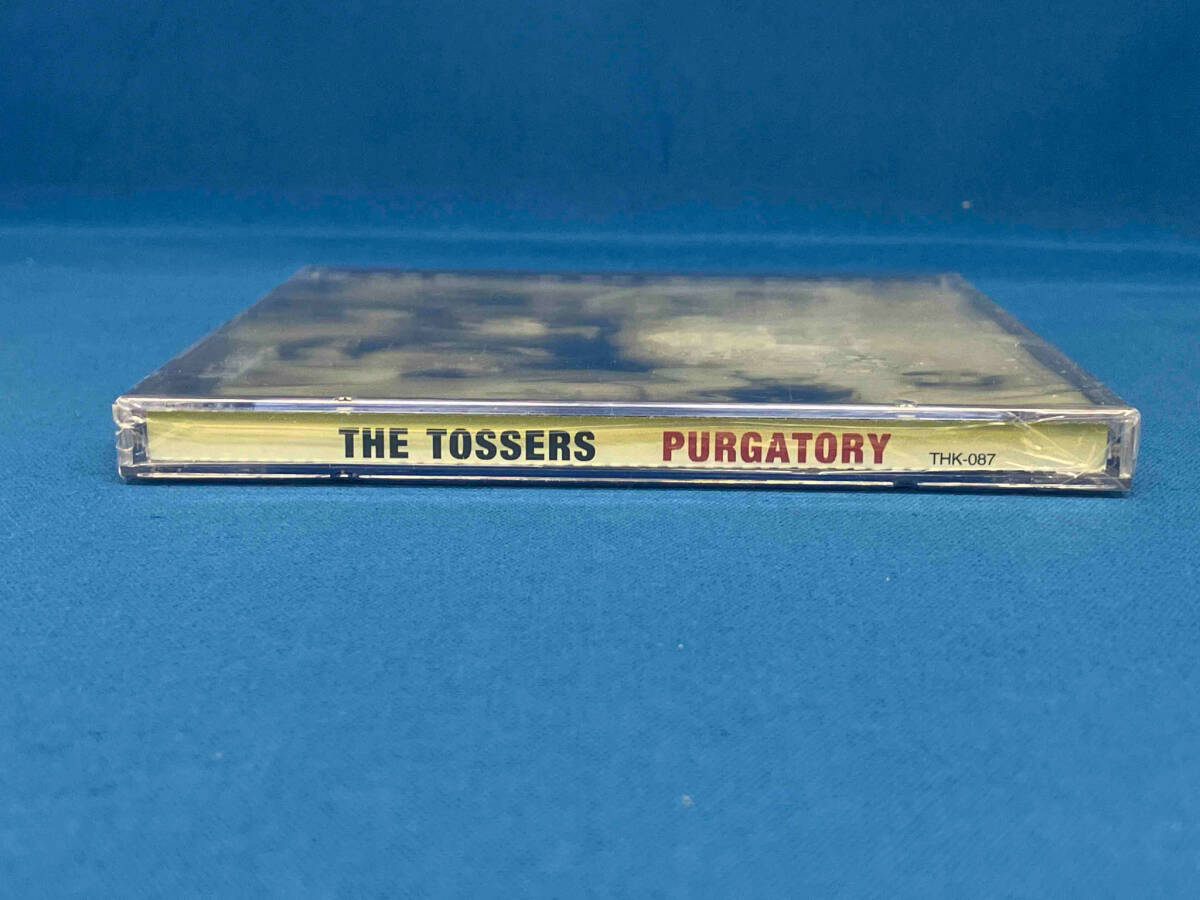 THE TOSSERS PURGATORY THK-087